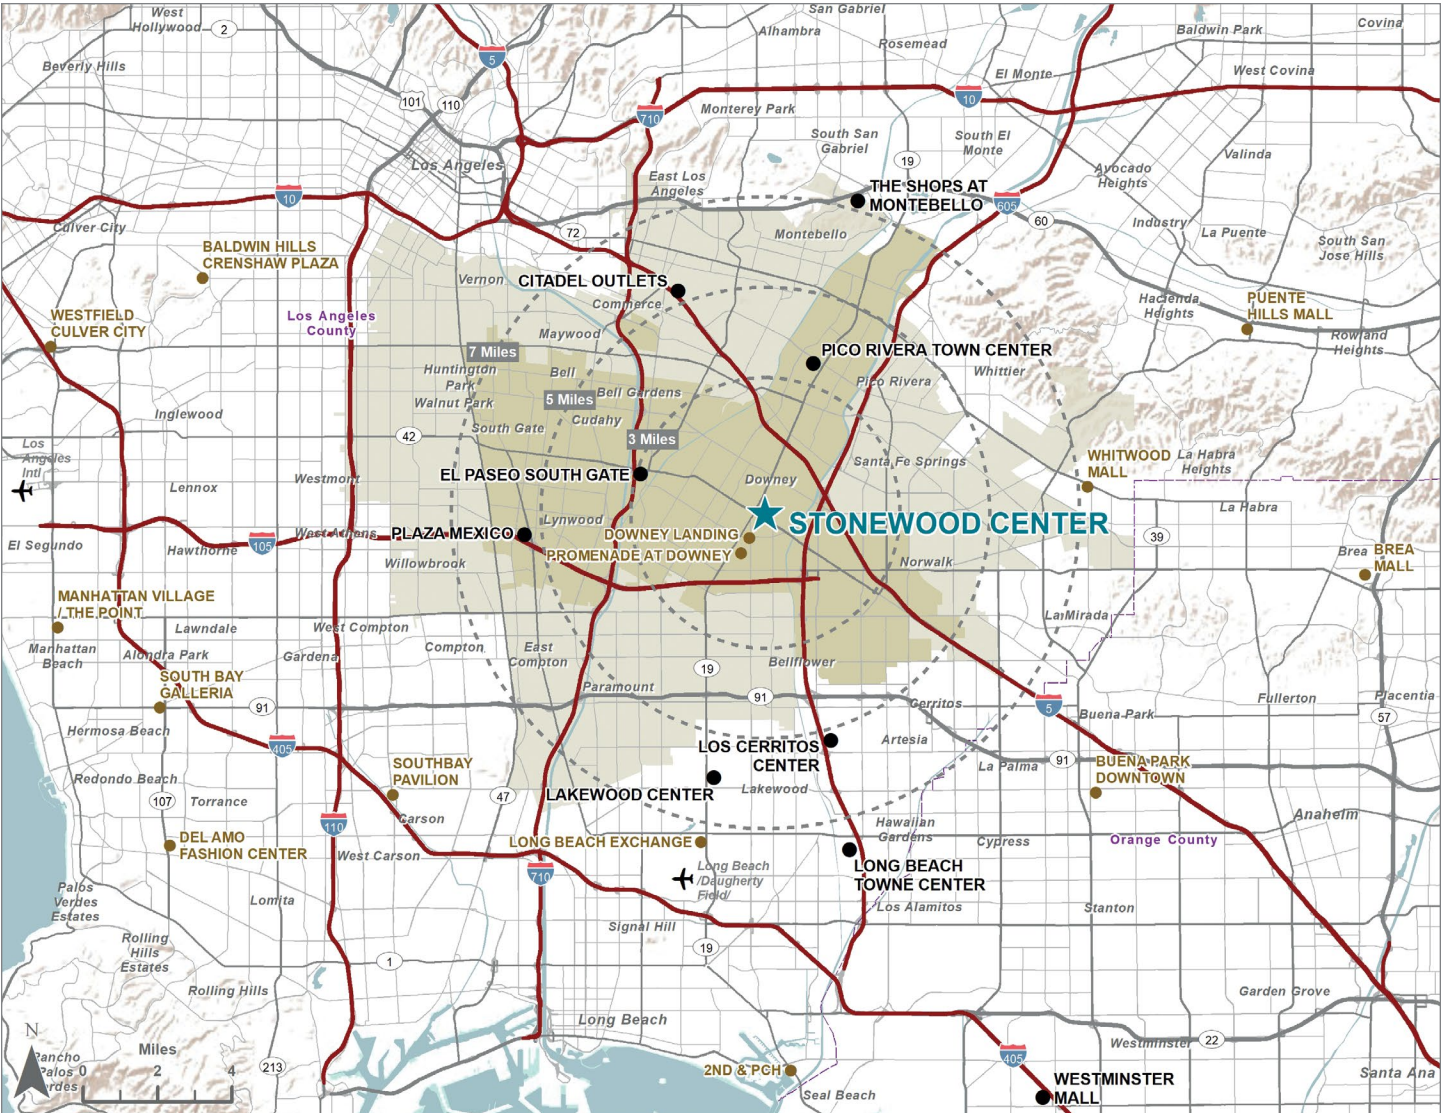 West
Hollywood
2
San Gabriel
Alhambra
Rosemead
Baldwin Park
Covina
Beverly Hills
5
El Monte
West Covina
101
110
10
710
Monterey Park
South San
Gabriel
South El
Monte
Los Angeles
19
Valinda
Avocado
Heights
East Los
Angeles
10
THE SHOPS AT
MONTEBELLO
605
60
Industry
La Puente
Culver City
72
Montebello
South San
Jose Hills
BALDWIN HILLS
CRENSHAW PLAZA
Vernon
CITADEL OUTLETS
Commerce
Hacienda
Heights
PUENTE
HILLS MALL
WESTFIELD
CULVER CITY
Los Angeles
County
Maywood
Rowland
Heights
7 Miles
PICO RIVERA TOWN CENTER
Huntington
Park
Bell
Whittier
Pico Rivera
Walnut Park
5 Miles
Bell Gardens
Inglewood
Cudahy
South Gate
42
3 Miles
Los
Angeles
Intl
WHITWOOD
MALL
La Habra
Heights
Santa Fe Springs
EL PASEO SOUTH GATE
Westmont
Downey
Lennox
La Habra
STONEWOOD CENTER
Lynwood
West Athens
PLAZA MEXICO
DOWNEY LANDING
39
El Segundo
105
Hawthorne
PROMENADE AT DOWNEY
Willowbrook
Norwalk
Brea
BREA
MALL
MANHATTAN VILLAGE
/ THE POINT
LaMirada
Lawndale
West Compton
Manhattan
Beach
Alondra Park
Gardena
Compton
East
Compton
19
Bellflower
SOUTH BAY
GALLERIA
Paramount
91
91
Cerritos
5
Buena Park
Fullerton
Placentia
57
Hermosa Beach
405
LOS CERRITOS
CENTER
Artesia
La Palma
91
BUENA PARK
DOWNTOWN
SOUTHBAY
PAVILION
Redondo Beach
LAKEWOOD CENTER
Lakewood
107
Torrance
47
Carson
110
Hawaiian
Gardens
Cypress
Anaheim
Orange County
DEL AMO
FASHION CENTER
West Carson
LONG BEACH EXCHANGE
710
LONG BEACH
TOWNE CENTER
Long Beach
/Daugherty
Field/
Palos
Verdes
Estates
Lomita
Los Alamitos
Stanton
Signal Hill
Rolling
Hills
Estates
19
1
Rolling Hills
Garden Grove
Long Beach
N
Miles
0
2
4
Rancho
Palos
Verdes
213
2ND & PCH
405
Westminster
22
WESTMINSTER
MALL
Santa Ana
Seal Beach